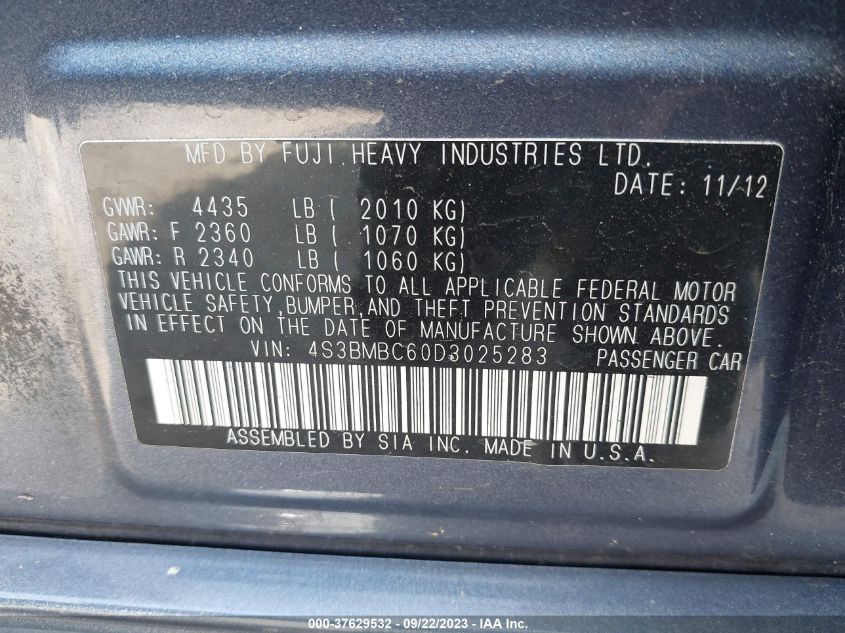 MFD BY FUJI HEAVY INDUSTRIES LTD.
DATE: 11/12
GVWR: 4435 LB ( 2010 KG)
GAWR: F 2360 LB ( 1070 KG)
GAWR: R 2340 LB ( 1060 KG)
THIS VEHICLE CONFORMS TO ALL APPLICABLE FEDERAL MOTOR
VEHICLE SAFETY, BUMPER, AND THEFT PREVENTION STANDARDS
IN EFFECT ON THE DATE OF MANUFACTURE SHOWN ABOVE.
VIN: 4S3BMBC60D3025283 PASSENGER CAR
ASSEMBLED BY SIA INC. MADE IN U.S.A.
000-37629532 - 09/22/2023 - IAA Inc.